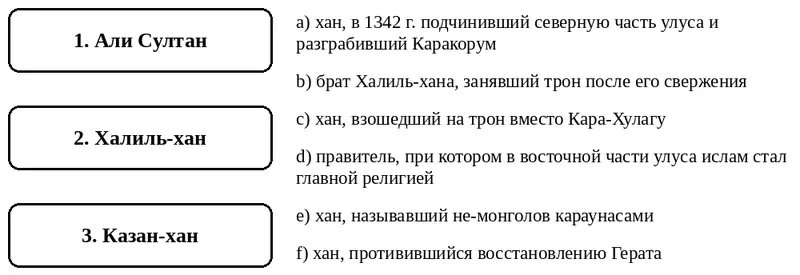 1. Али Султан
2. Халиль-хан
3. Казан-хан
a) хан, в 1342 г. подчинивший северную часть улуса и
разграбивший Каракорум
b) брат Халиль-хана, занявший трон после его свержения
c) хан, взошедший на трон вместо Кара-Хулагу
d) правитель, при котором в восточной части улуса ислам стал
главной религией
e) хан, называвший не-монголов караунасами
f) хан, противившийся восстановлению Герата